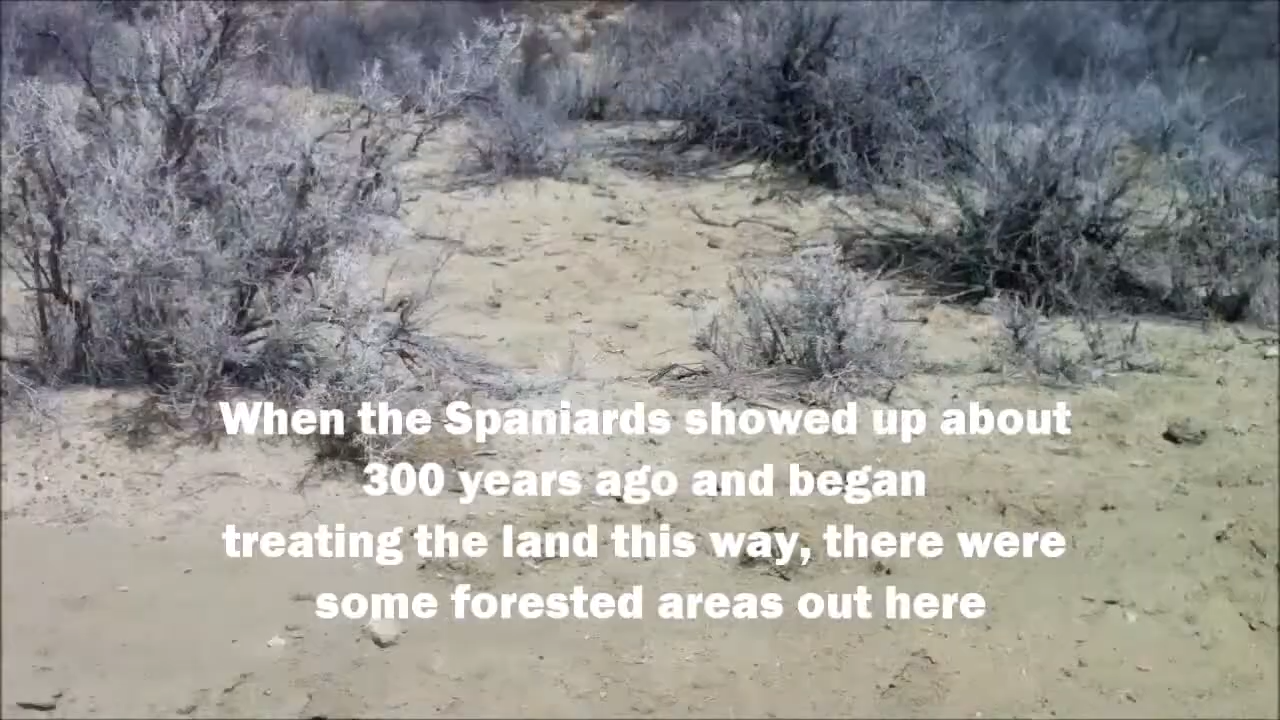 When the Spaniards showed up about
300 years ago and began
treating the land this way, there were
some forested areas out here